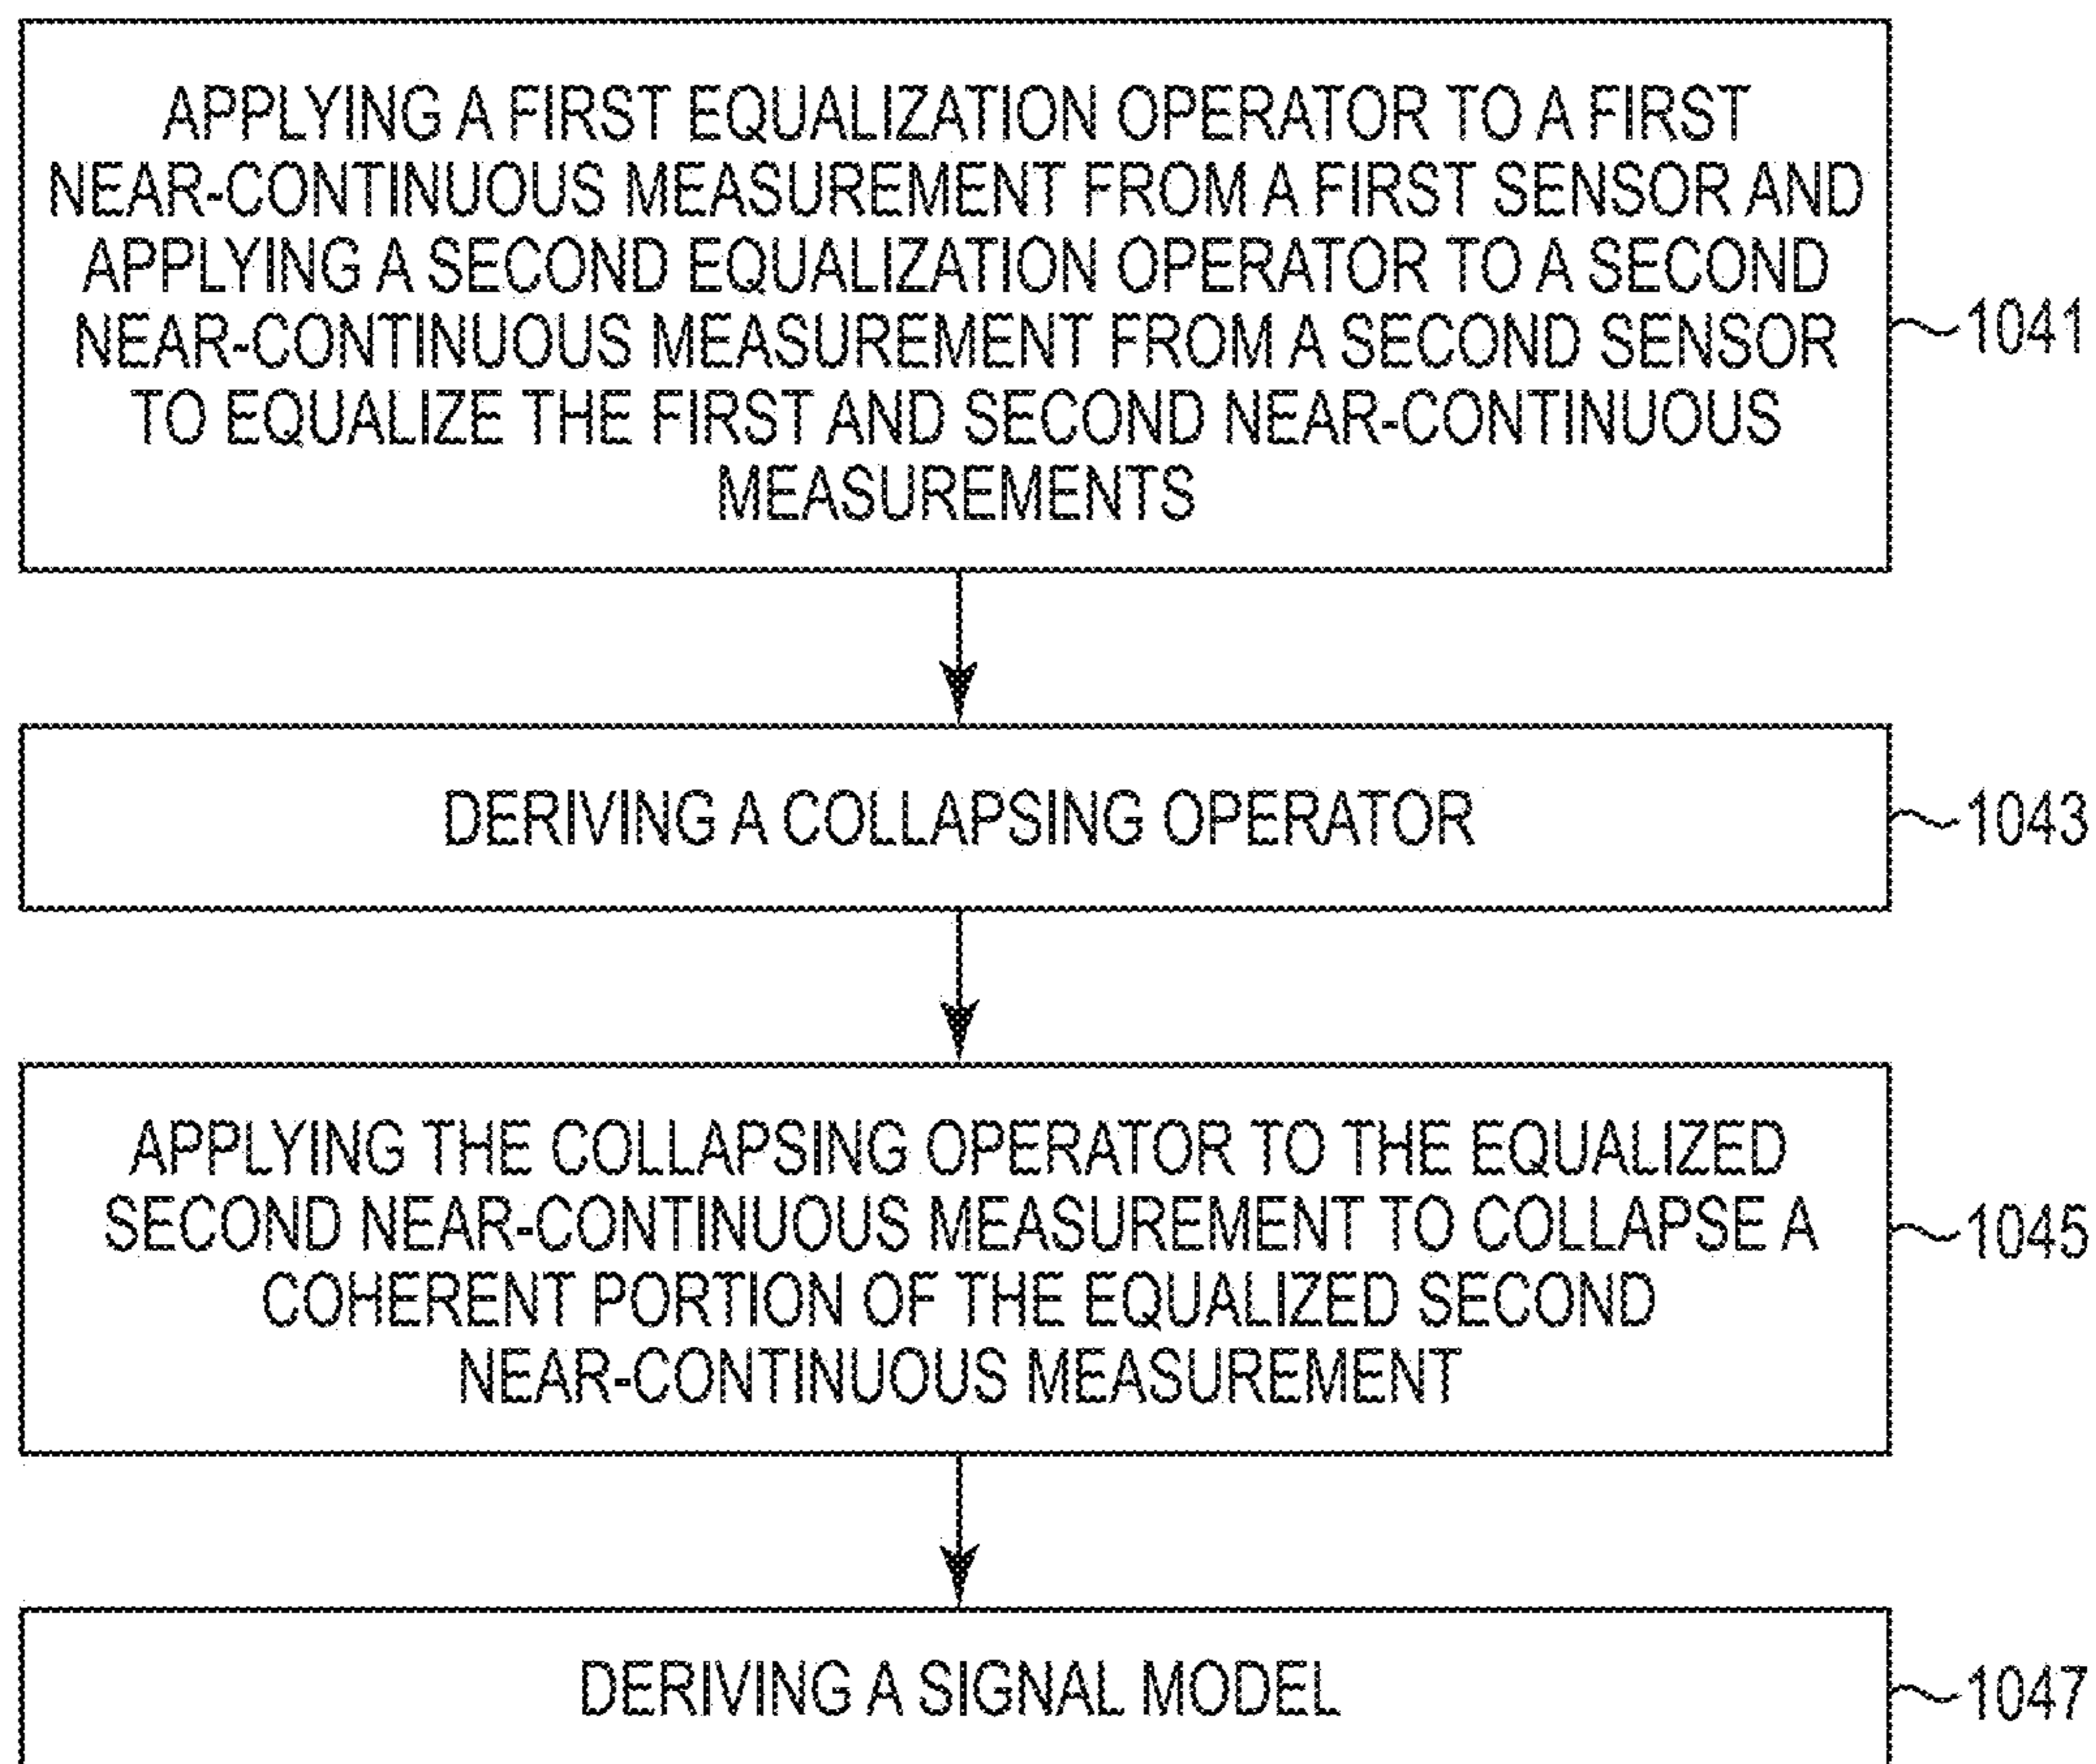 APPLYING A FIRST EQUALIZATION OPERATOR TO A FIRST
NEAR-CONTINUOUS MEASUREMENT FROM A FIRST SENSOR AND
APPLYING A SECOND EQUALIZATION OPERATOR TO A SECOND
NEAR-CONTINUOUS MEASUREMENT FROM A SECOND SENSOR
TO EQUALIZE THE FIRST AND SECOND NEAR-CONTINUOUS
MEASUREMENTS
1041
DERIVING A COLLAPSING OPERATOR
1043
APPLYING THE COLLAPSING OPERATOR TO THE EQUALIZED
SECOND NEAR-CONTINUOUS MEASUREMENT TO COLLAPSE A
COHERENT PORTION OF THE EQUALIZED SECOND
NEAR-CONTINUOUS MEASUREMENT
1045
DERIVING A SIGNAL MODEL
1047